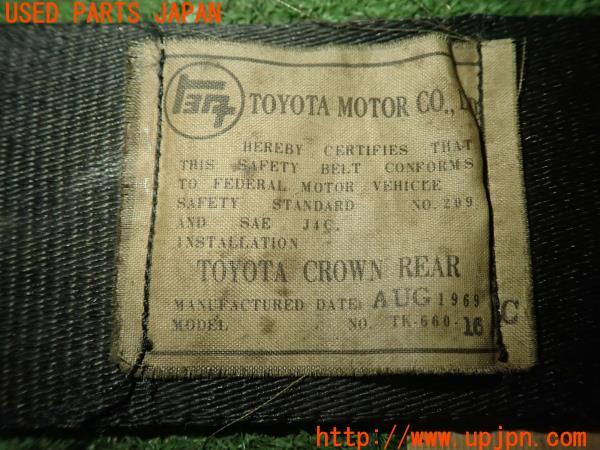 USED PARTS JAPAN
トヨタ TOYOTA MOTOR CO.,
HEREBY CERTIFIES THAT
THIS SAFETY BELT CONFORMS
TO FEDERAL MOTOR VEHICLE
SAFETY STANDARD NO. 209
AND SAE J4C.
INSTALLATION
TOYOTA CROWN REAR
MANUFACTURED DATE: AUG 1969
MODEL NO. TK-660-16 C
http://www.upjpn.com/